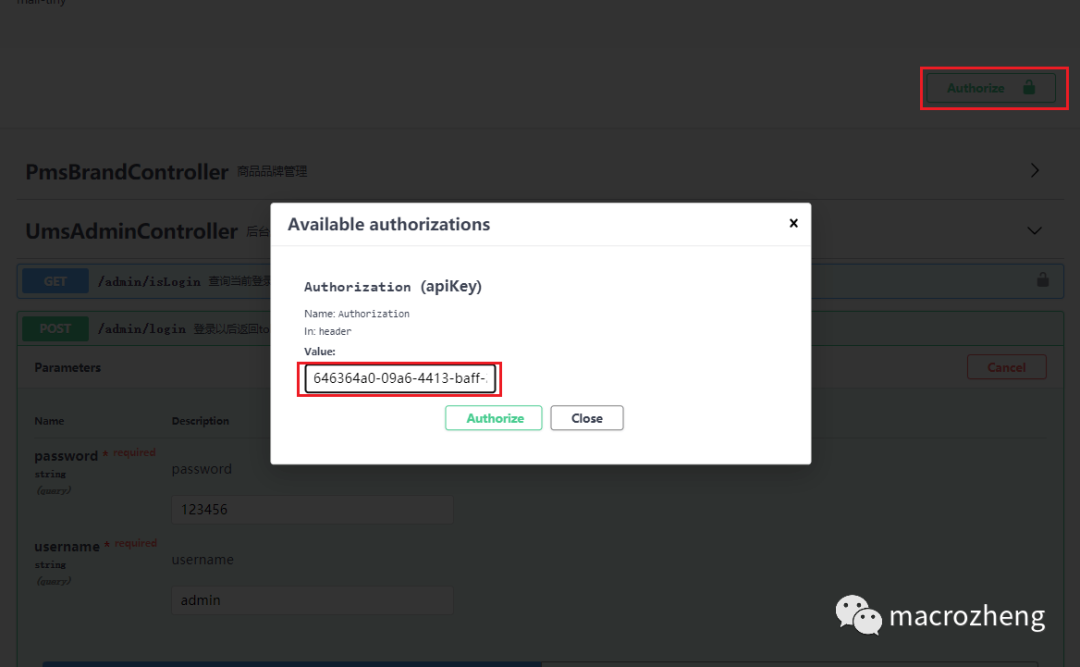 mall-tiny
Authorize
PmsBrandController 商品品牌管理
UmsAdminController 后台
Available authorizations
Authorization (apiKey)
Name: Authorization
In: header
Value:
646364a0-09a6-4413-baff-
Authorize Close
GET /admin/isLogin 查询当前登录
POST /admin/login 登录以后返回to
Parameters Cancel
Name Description
password * required password
string
(query)
123456
username * required username
string
(query)
admin
macrozheng